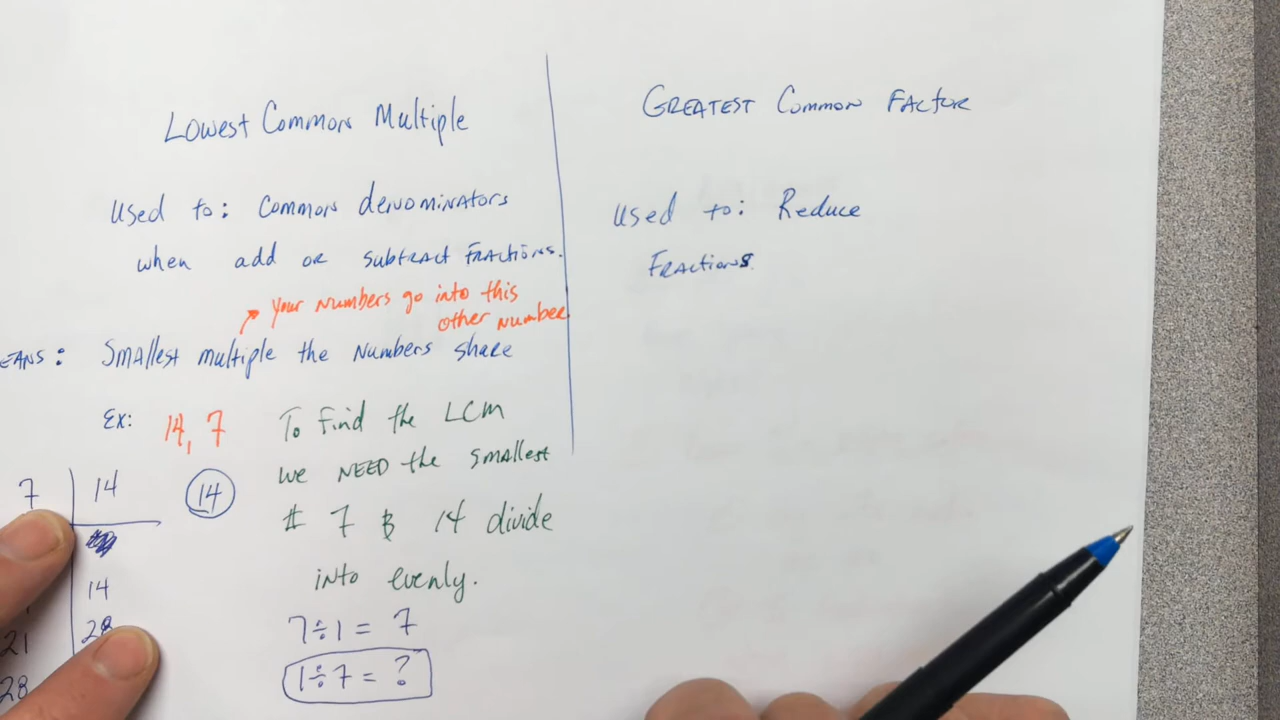 Lowest Common Multiple
Used to: Common denominators
when add or subtract Fractions.
Your Numbers go into this
other Number
EANS: Smallest multiple the Numbers share
Ex: 14, 7
7 14
14
14
21 28
28
To Find the LCM
we NEED the smallest
# 7 & 14 divide
into evenly.
7÷1 = 7
1÷7 = ?
GREATEST Common FACTOR
Used to: Reduce
FRACTIONS.